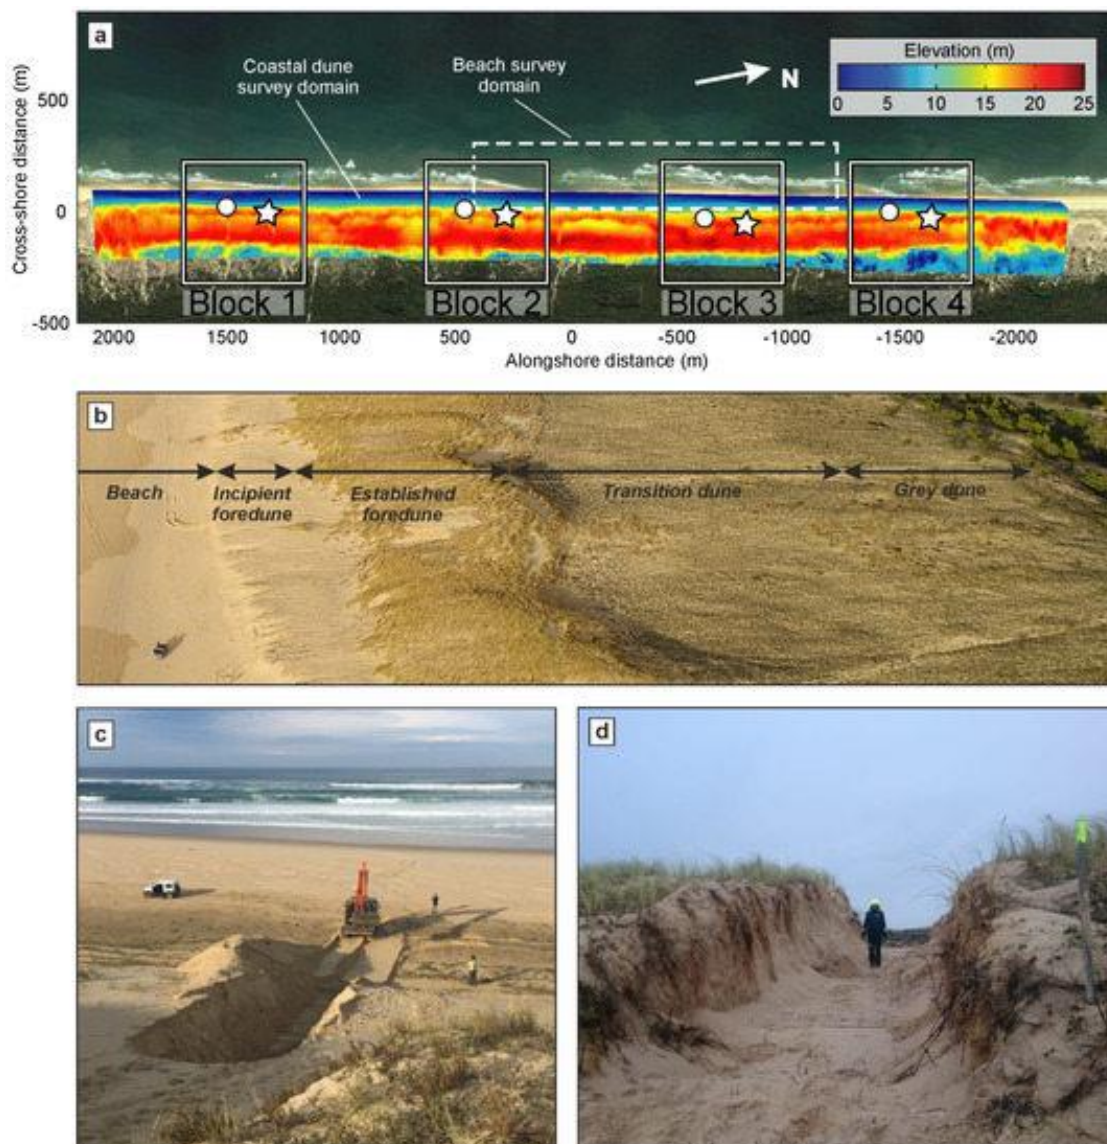 a
Elevation (m)
0 5 10 15 20 25
N
Coastal dune
survey domain
Beach survey
domain
500
0
-500
Cross-shore distance (m)
Block 1
Block 2
Block 3
Block 4
2000 1500 1000 500 0 -500 -1000 -1500 -2000
Alongshore distance (m)
b
Beach
Incipient
foredune
Established
foredune
Transition dune
Grey dune
c
d